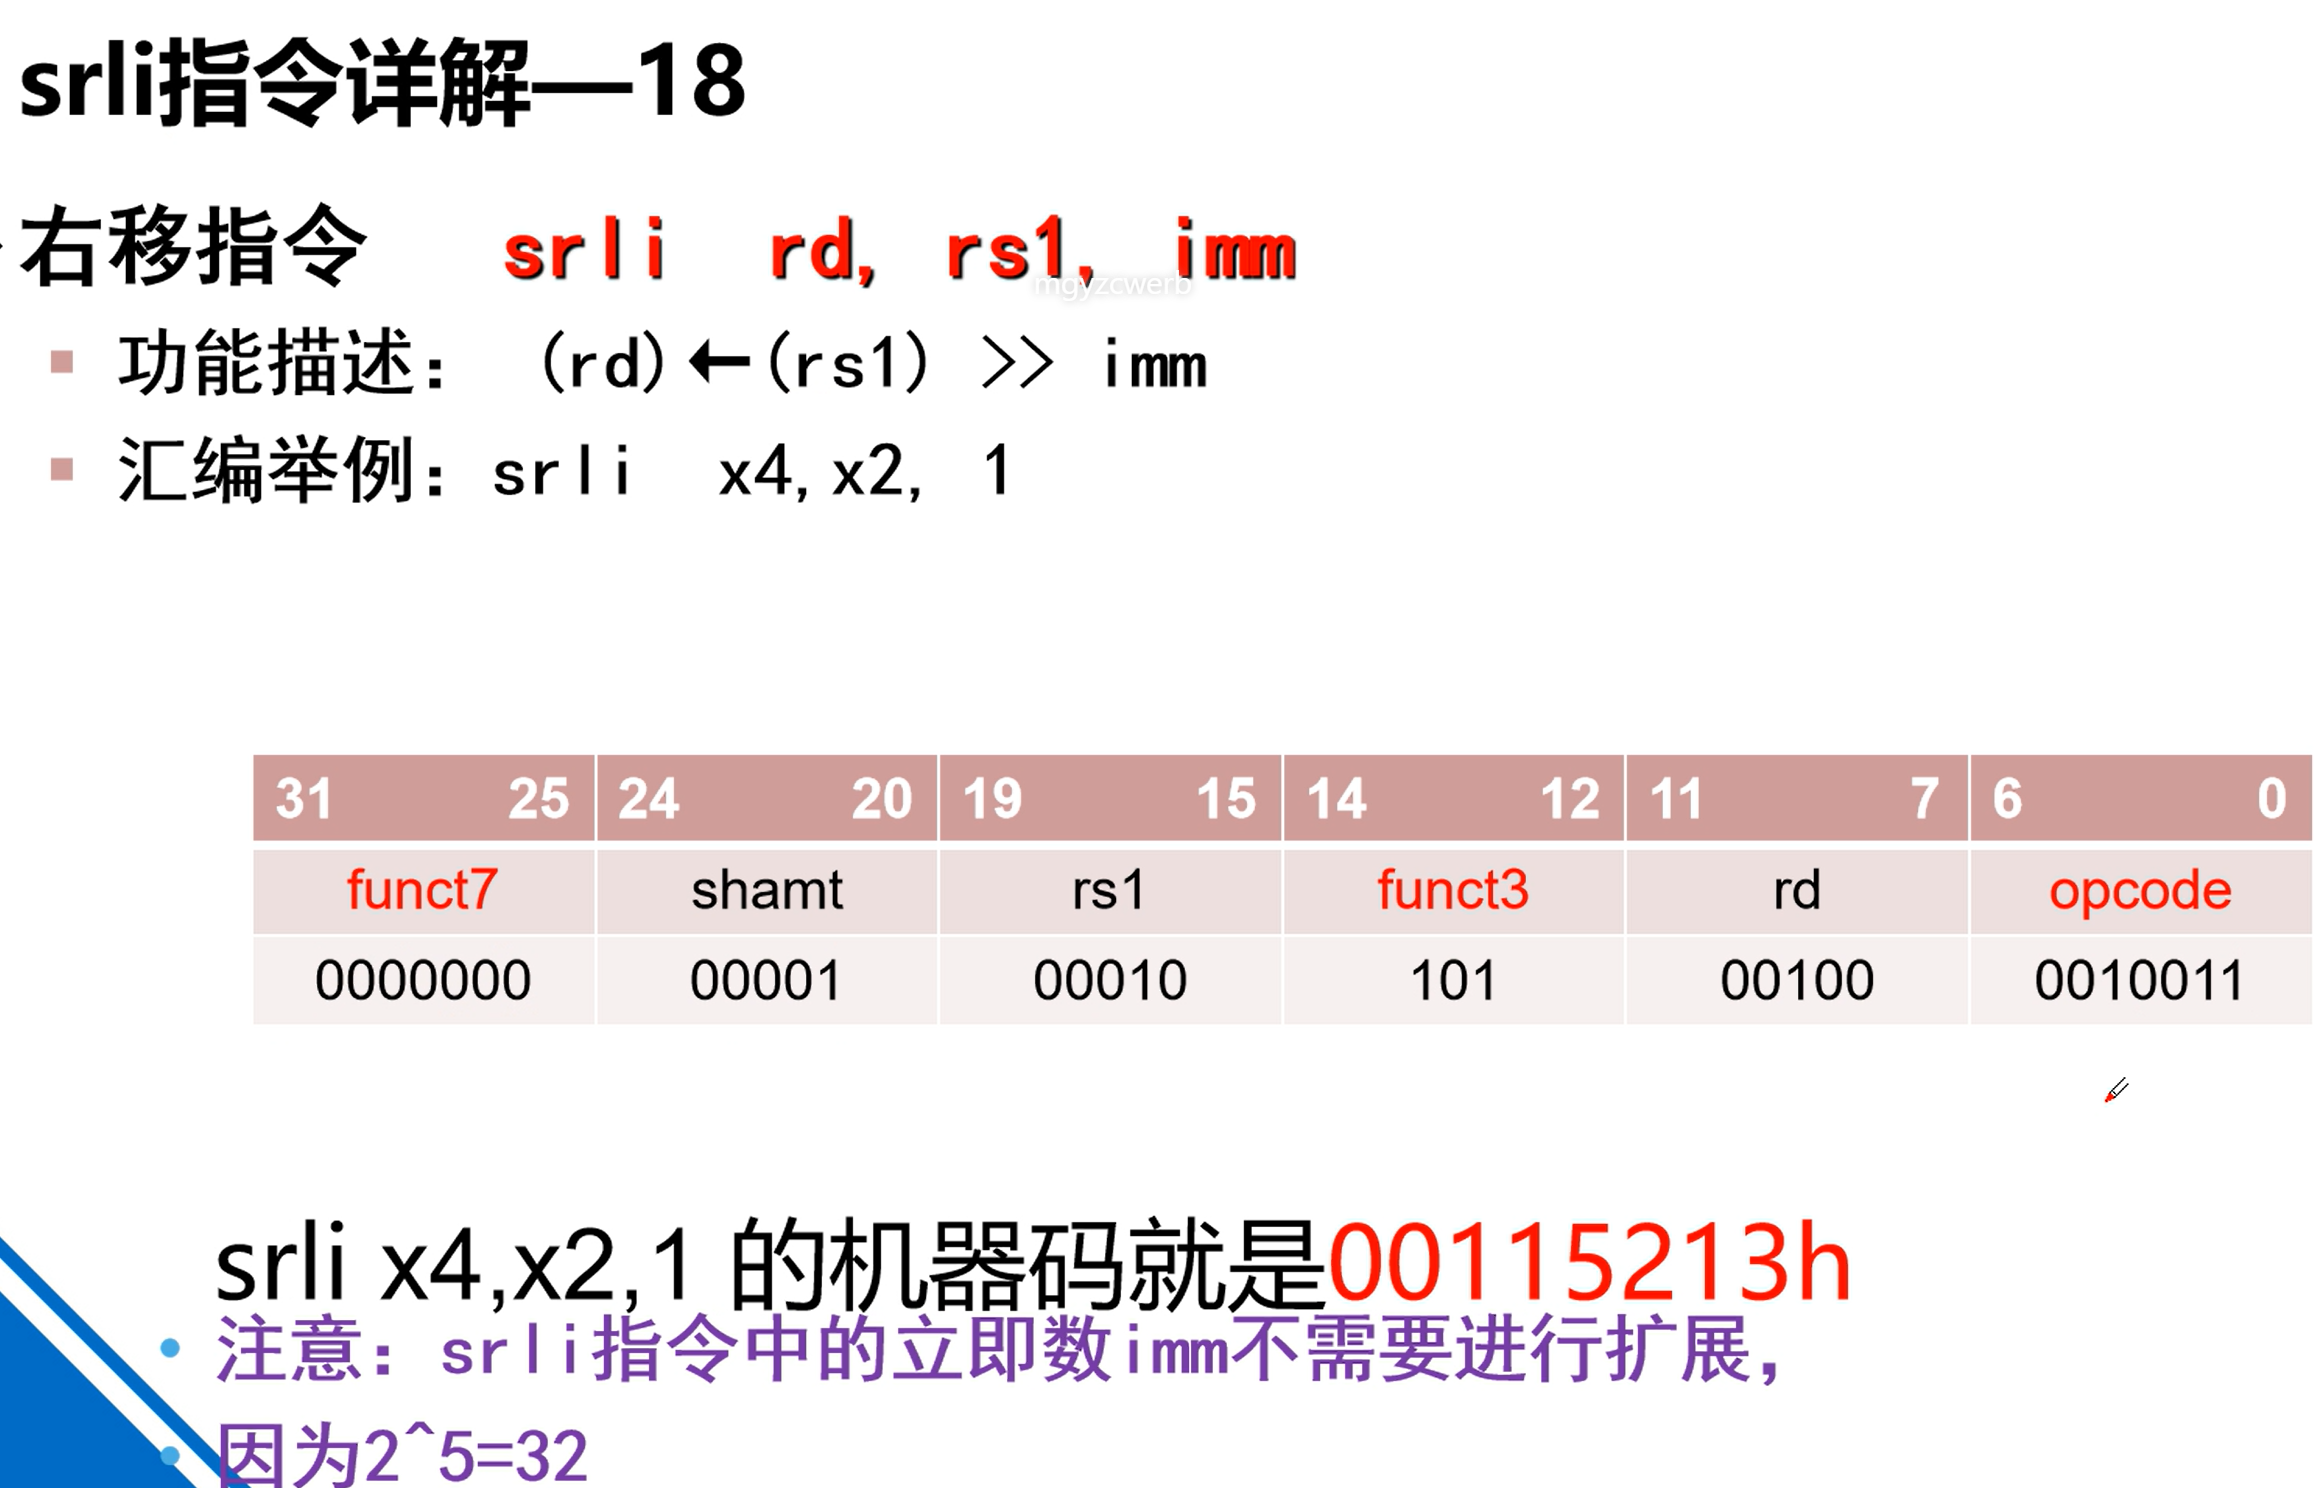 srli指令详解—18
右移指令 srli rd, rs1, imm
mgyzcwerb
功能描述： (rd)←(rs1) >> imm
汇编举例：srli x4,x2, 1
31 25 24 20 19 15 14 12 11 7 6 0
funct7 shamt rs1 funct3 rd opcode
0000000 00001 00010 101 00100 0010011
srli x4,x2,1 的机器码就是00115213h
注意：srli指令中的立即数imm不需要进行扩展，
因为2^5=32